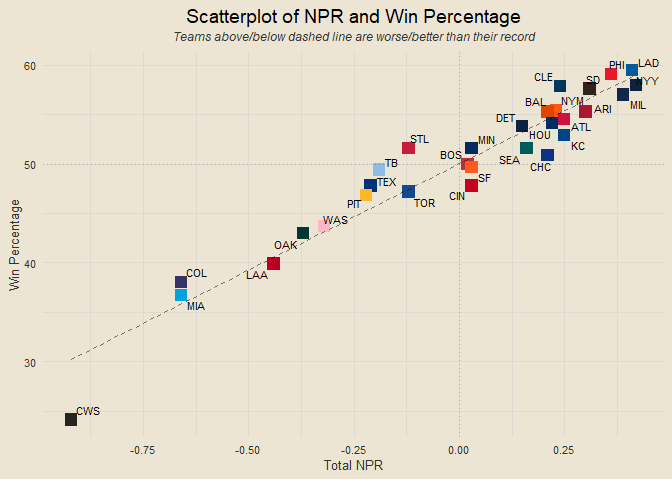 Scatterplot of NPR and Win Percentage
Teams above/below dashed line are worse/better than their record
Win Percentage
60
50
40
30
PHI
LAD
CLE
SD
NYY
BAL
NYM
ARI
MIL
DET
HOU
ATL
STL
MIN
KC
BOS
SEA
CHC
TB
TEX
SF
PIT
TOR
CIN
WAS
OAK
LAA
COL
MIA
CWS
-0.75
-0.50
-0.25
0.00
0.25
Total NPR